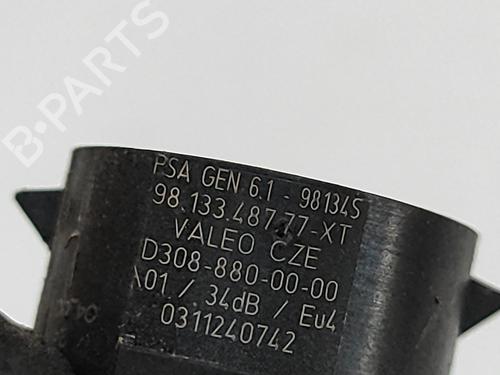 B-PARTS
PSA GEN 6.1 - 98134S
98.133.487.77-XT
VALEO CZE
D308-880-00-00
A01 / 34dB / Eu4
0311240742